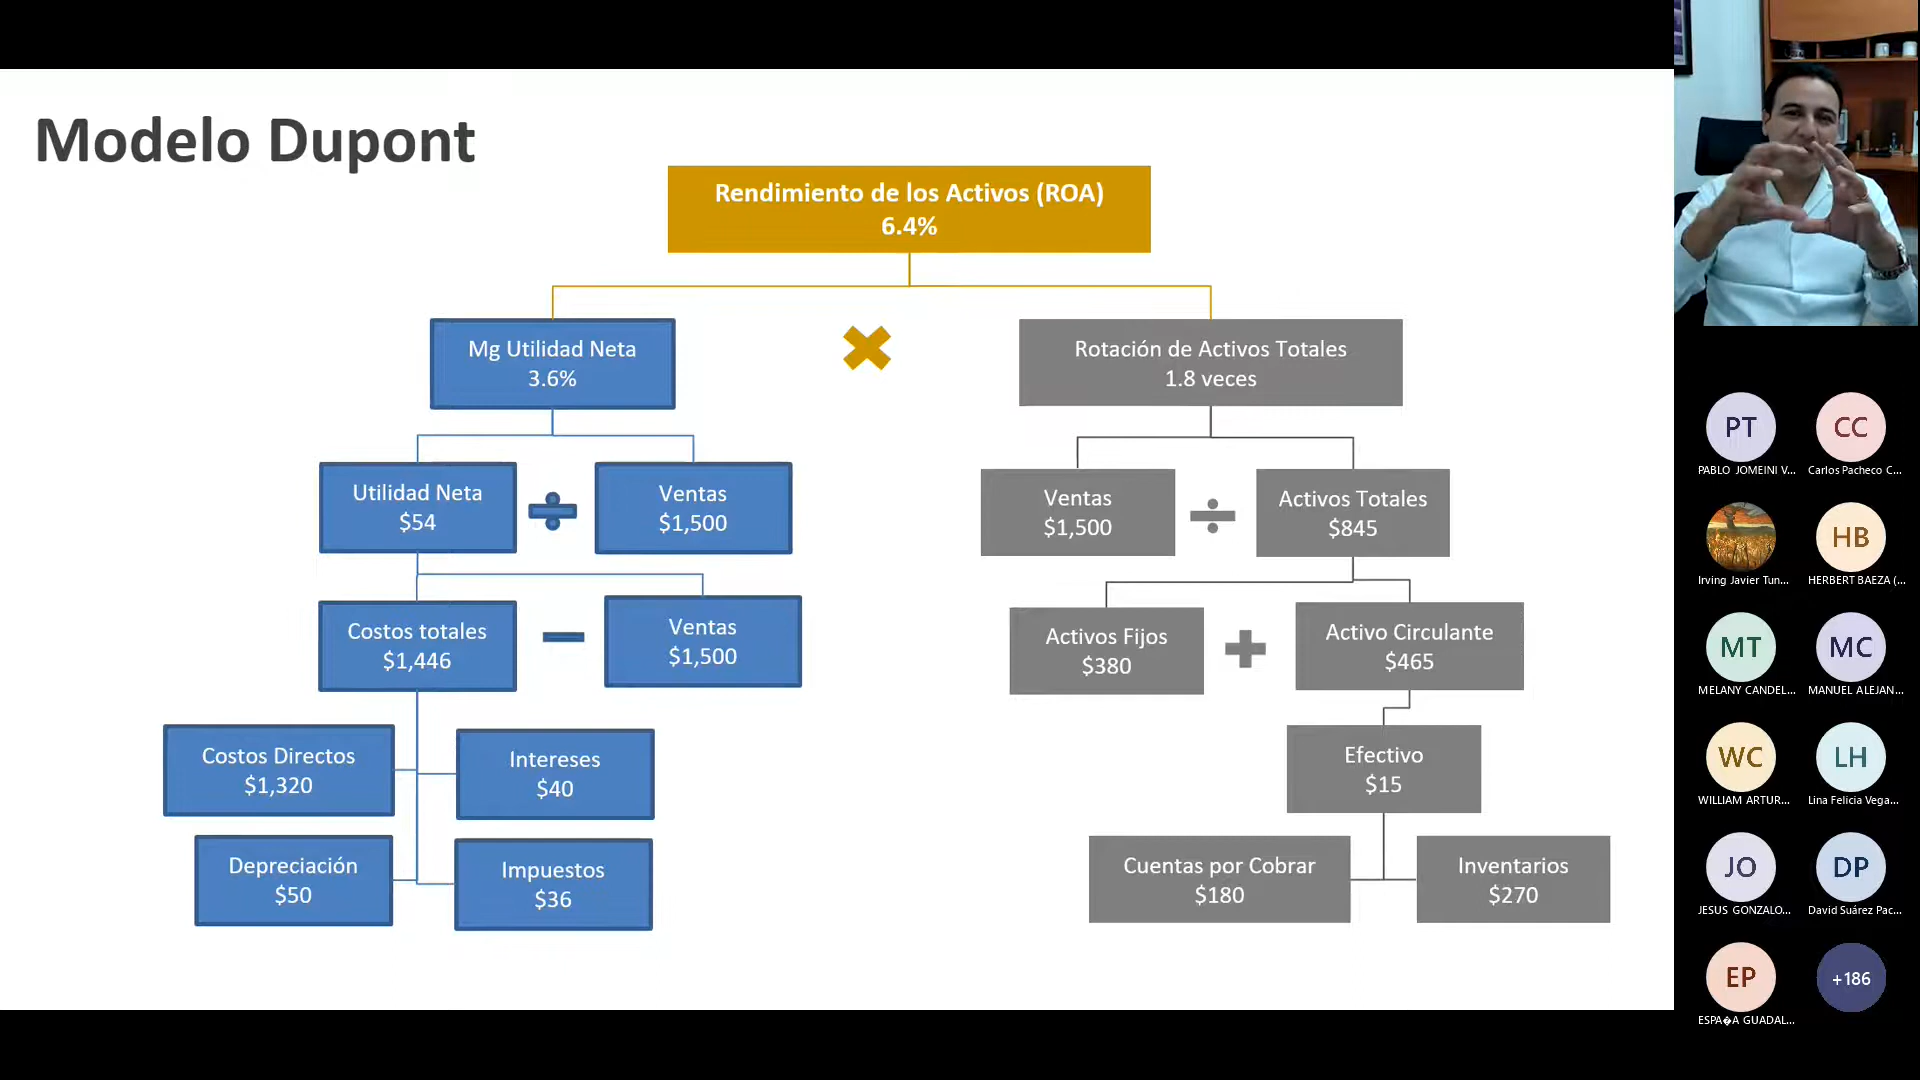 Modelo Dupont
Rendimiento de los Activos (ROA)
6.4%
Mg Utilidad Neta
3.6%
Rotación de Activos Totales
1.8 veces
Utilidad Neta
$54
Ventas
$1,500
Ventas
$1,500
Activos Totales
$845
Costos totales
$1,446
Ventas
$1,500
Activos Fijos
$380
Activo Circulante
$465
Costos Directos
$1,320
Intereses
$40
Efectivo
$15
Depreciación
$50
Impuestos
$36
Cuentas por Cobrar
$180
Inventarios
$270
PT
PABLO JOMEINI V...
CC
Carlos Pacheco C...
Irving Javier Tun...
HB
HERBERT BAEZA (...
MT
MELANY CANDEL...
MC
MANUEL ALEJAN...
WC
WILLIAM ARTUR...
LH
Lina Felicia Vega...
JO
JESUS GONZALO...
DP
David Suárez Pac...
EP
ESPA�A GUADAL...
+186